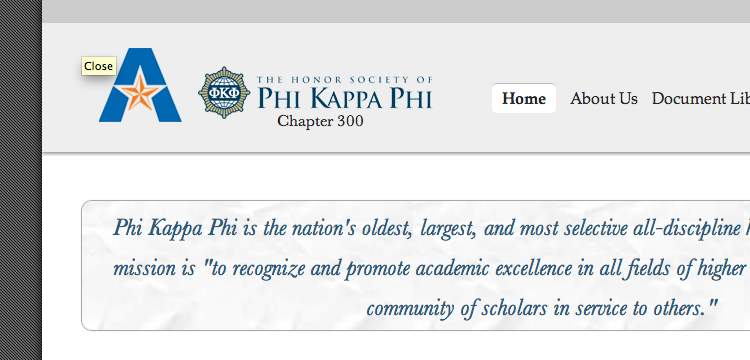 Close
THE HONOR SOCIETY OF
ΦΚΦ
PHI KAPPA PHI
Chapter 300
Home About Us Document Lib
Phi Kappa Phi is the nation's oldest, largest, and most selective all-discipline h
mission is "to recognize and promote academic excellence in all fields of higher
community of scholars in service to others."